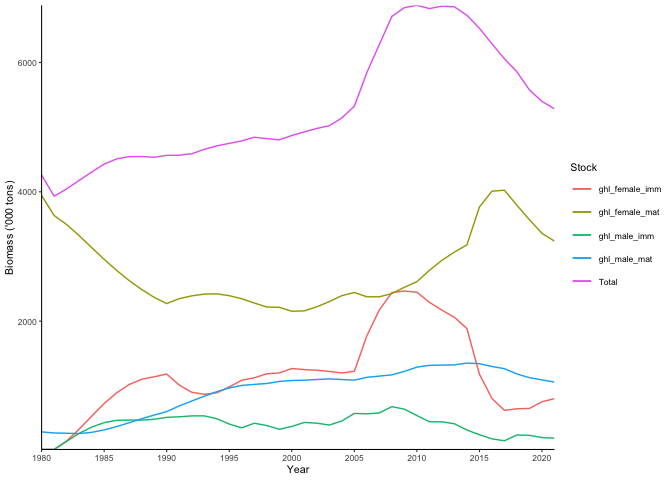 6000
4000
2000
Biomass ('000 tons)
1980 1985 1990 1995 2000 2005 2010 2015 2020
Year
Stock
ghl_female_imm
ghl_female_mat
ghl_male_imm
ghl_male_mat
Total